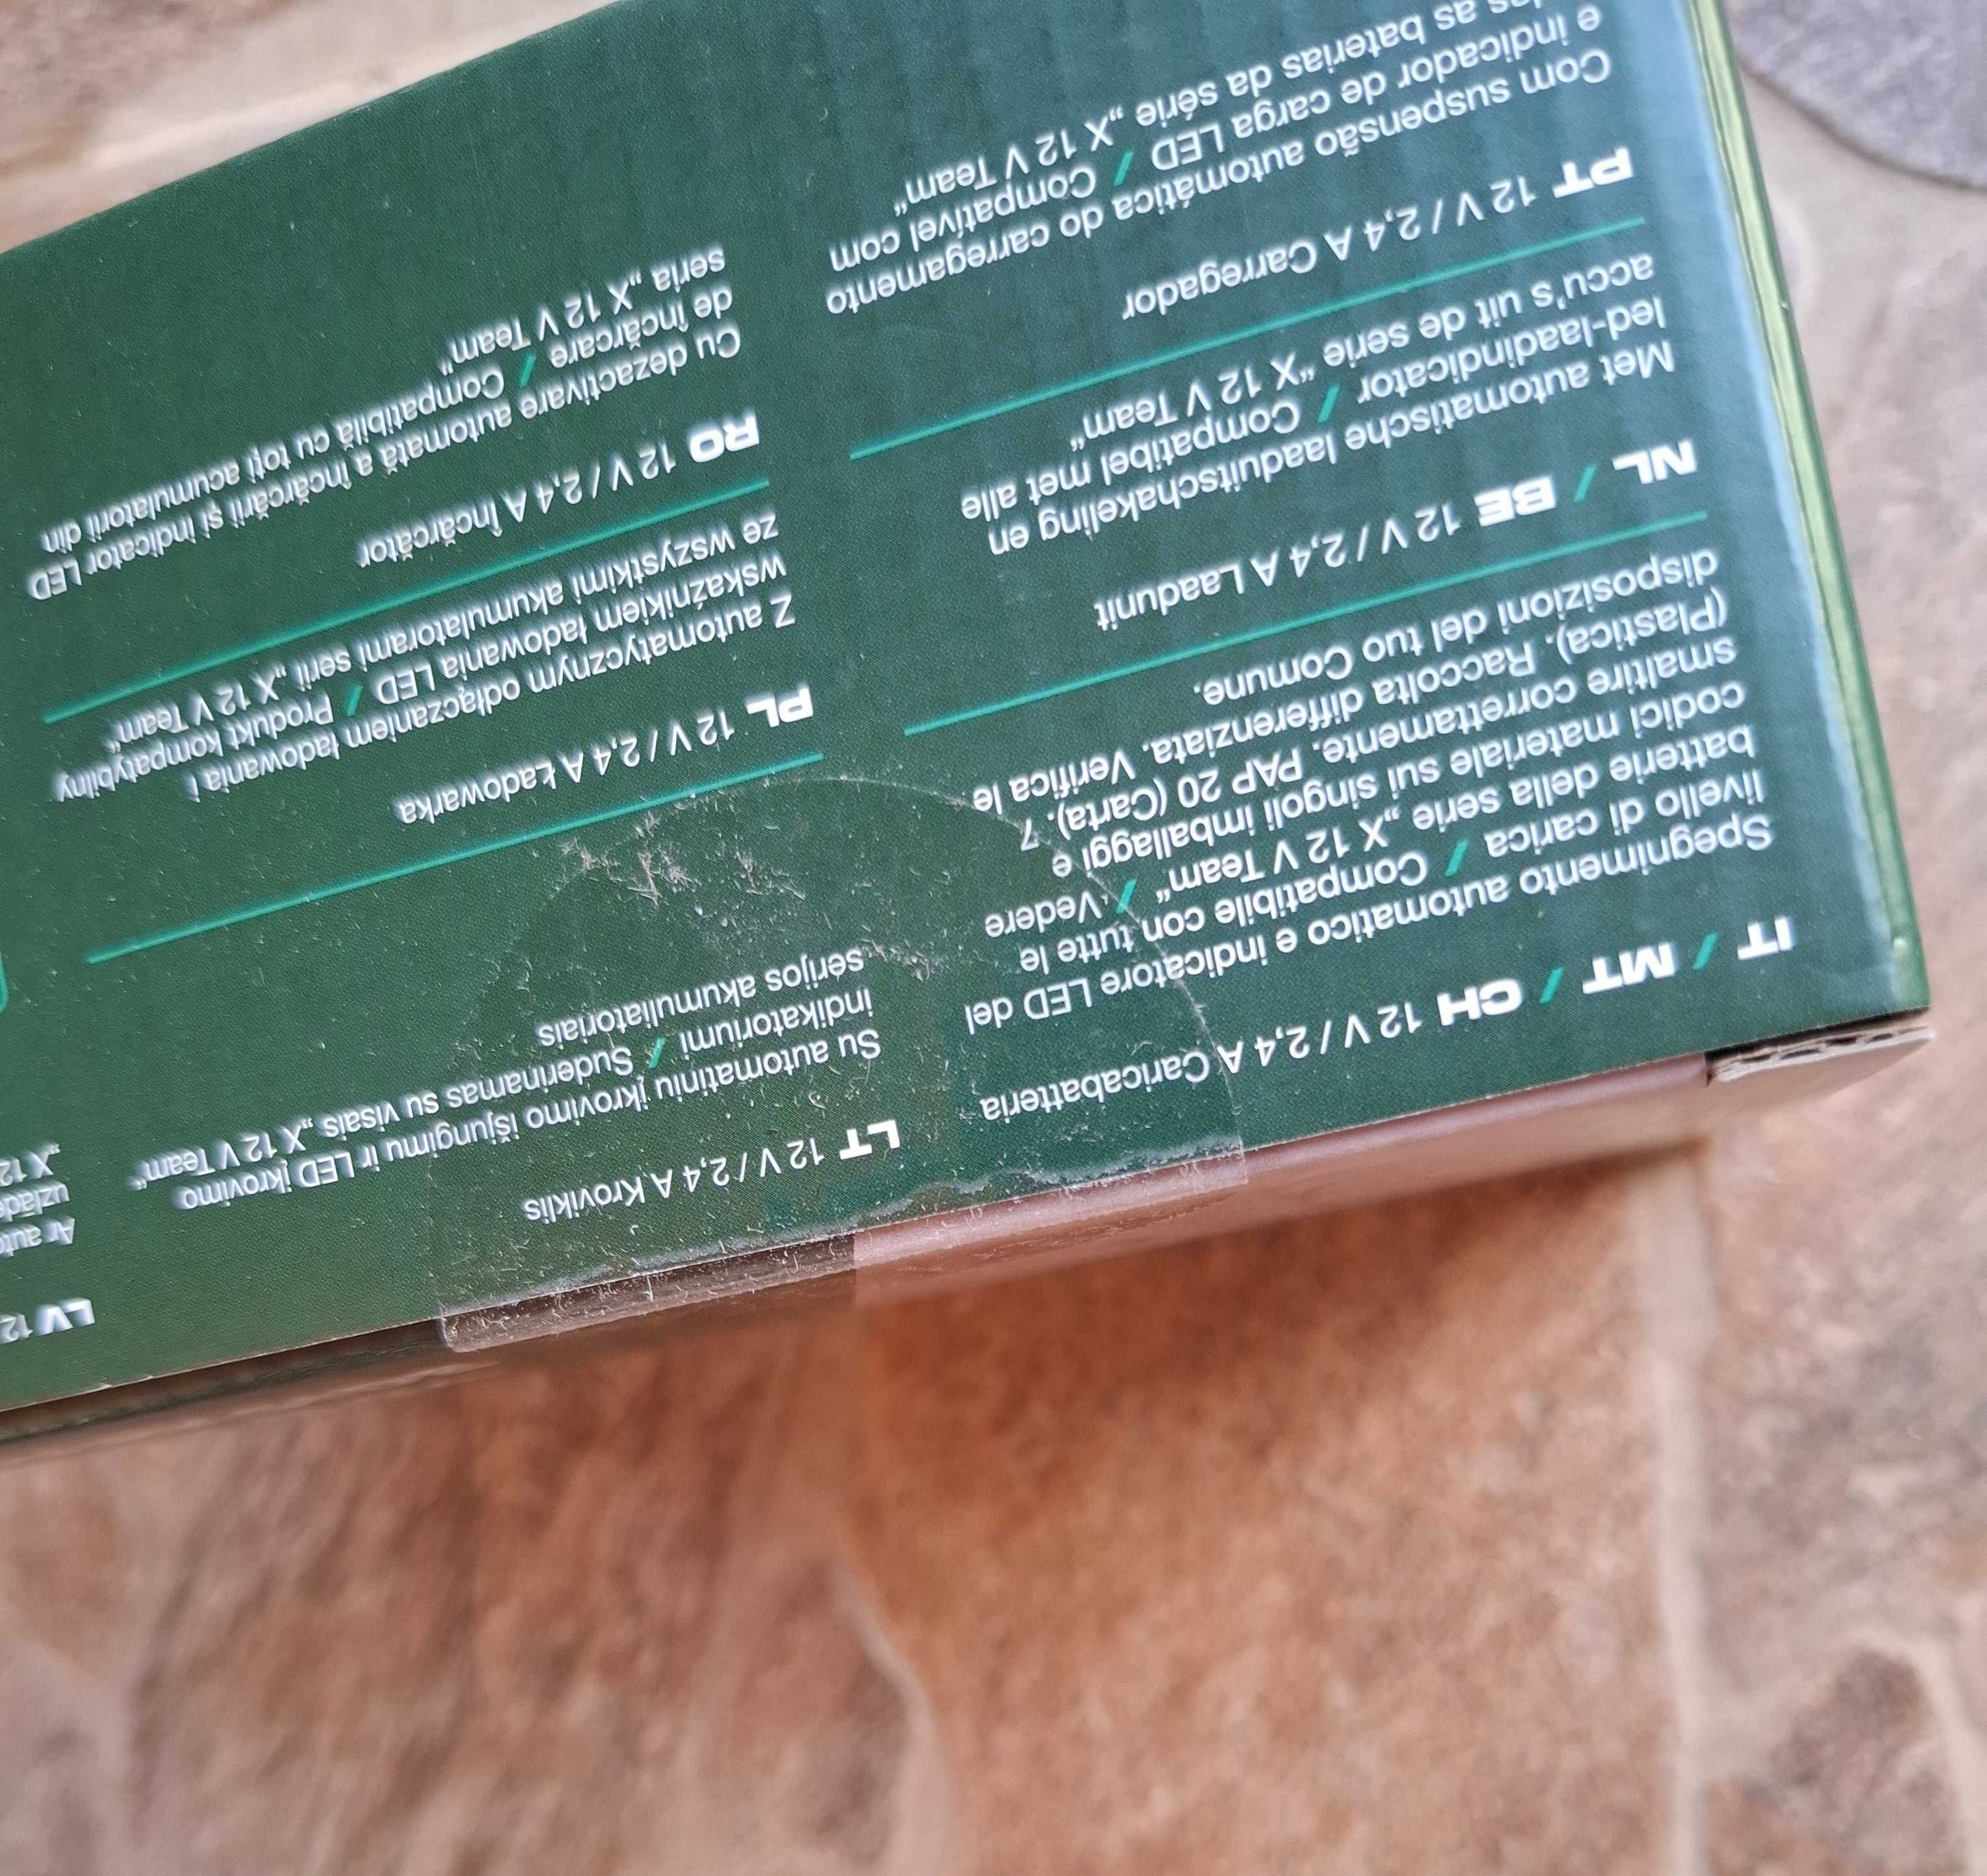 IT / MT / CH 12 V / 2,4 A Caricabatteria
Spegnimento automatico e indicatore LED del
livello di carica / Compatibile con tutte le
batterie della serie „X 12 V Team“ / Vedere
codici materiale sui singoli imballaggi e
smaltire correttamente. PAP 20 (Carta). 7
(Plastica). Raccolta differenziata. Verifica le
disposizioni del tuo Comune.
NL / BE 12 V / 2,4 A Laadunit
Met automatische laaduitschakeling en
led-laadindicator / Compatibel met alle
accu's uit de serie “X 12 V Team”
PT 12 V / 2,4 A Carregador
Com suspensão automática do carregamento
e indicador de carga LED / Compatível com
as baterias da série „X 12 V Team“
LT 12 V / 2,4 A Kroviklis
Su automatiniu įkrovimo išjungimu ir LED įkrovimo
indikatoriumi / Suderinamas su visais „X 12 V Team“
serijos akumuliatoriais
PL 12 V / 2,4 A Ładowarka
Z automatycznym odłączaniem ładowania i
wskaźnikiem ładowania LED / Produkt kompatybilny
ze wszystkimi akumulatorami serii „X 12 V Team“
RO 12 V / 2,4 A Încărcător
Cu dezactivare automată a încărcării și indicator LED
de încărcare / Compatibilă cu toți acumulatorii din
seria „X 12 V Team“
LV 12
Ar
„X 12